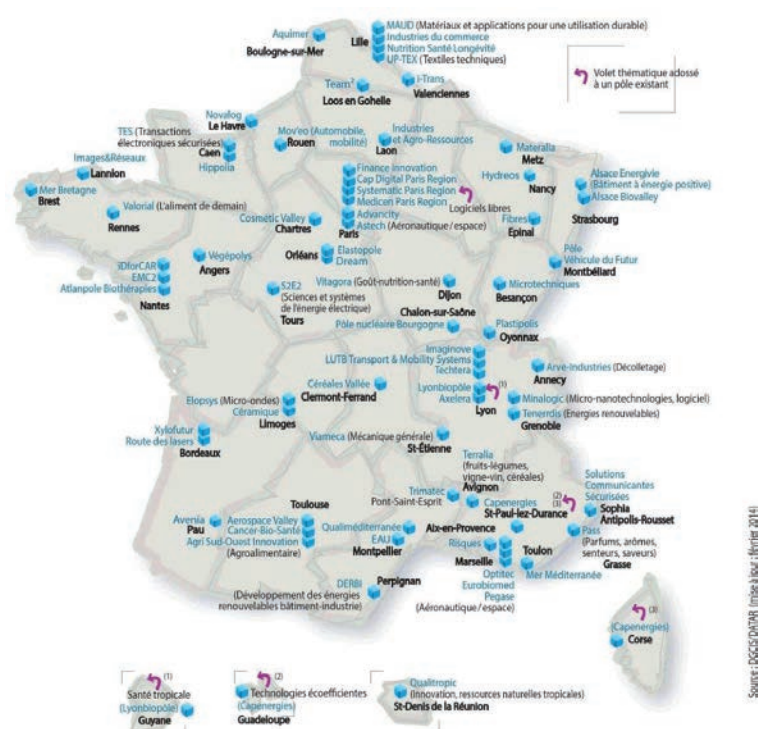 Aquimer
Boulogne-sur-Mer
Lille
MAUD (Matériaux et applications pour une utilisation durable)
Industries du commerce
Nutrition Santé Longévité
UP-TEX (Textiles techniques)
Volet thématique adossé
à un pôle existant
Team²
Loos en Gohelle
i-Trans
Valenciennes
Novalog
Le Havre
TES (Transactions
électroniques sécurisées)
Caen
Hippolia
Mov'eo (Automobile,
mobilité)
Rouen
Industries
et Agro-Ressources
Laon
Materalia
Metz
Hydreos
Nancy
Alsace Energivie
(Bâtiment à énergie positive)
Alsace Biovalley
Strasbourg
Images&Réseaux
Lannion
Mer Bretagne
Brest
Valorial (L'aliment de demain)
Rennes
Finance Innovation
Cap Digital Paris Region
Systematic Paris Region
Medicen Paris Region
Advancity
Astech (Aéronautique/espace)
Paris
Logiciels libres
Cosmetic Valley
Chartres
Fibres
Epinal
Pôle
Véhicule du Futur
Montbéliard
iDforCAR
EMC2
Atlanpole Biothérapies
Nantes
Végépolys
Angers
Orléans
Elastopole
Dream
S2E2
(Sciences et systèmes
de l'énergie électrique)
Tours
Vitagora (Goût-nutrition-santé)
Dijon
Microtechniques
Besançon
Chalon-sur-Saône
Pôle nucléaire Bourgogne
Plastipolis
Oyonnax
Imaginove
LUTB Transport & Mobility Systems
Techtera
Lyonbiopôle
Axelera
(1)
Lyon
Arve-Industries (Décolletage)
Annecy
Minalogic (Micro-nanotechnologies, logiciel)
Tenerrdis (Energies renouvelables)
Grenoble
Céréales Vallée
Clermont-Ferrand
Elopsys (Micro-ondes)
Céramique
Limoges
Xylofutur
Route des lasers
Bordeaux
Viameca (Mécanique générale)
St-Étienne
Terralia
(fruits-légumes,
vigne-vin, céréales)
Avignon
Trimatec
Pont-Saint-Esprit
Capenergies
(2)
(3)
St-Paul-lez-Durance
Solutions
Communicantes
Sécurisées
Sophia
Antipolis-Rousset
Toulouse
Avenia
Pau
Aerospace Valley
Cancer-Bio-Santé
Agri Sud-Ouest Innovation
(Agroalimentaire)
Qualiméditerranée
EAU
Montpellier
Aix-en-Provence
Risques
Marseille
Optitec
Eurobiomed
Pegase
(Aéronautique/espace)
Toulon
Mer Méditerranée
Pass
(Parfums, arômes,
senteurs, saveurs)
Grasse
DERBI
(Développement des énergies
renouvelables bâtiment-industrie)
Perpignan
(3)
(Capenergies)
Corse
Source : DGCIS/DATAR (mise à jour : février 2014)
(1)
Santé tropicale
(Lyonbiopôle)
Guyane
(2)
Technologies écoefficientes
(Capénergies)
Guadeloupe
Qualitropic
(Innovation, ressources naturelles tropicales)
St-Denis de la Réunion